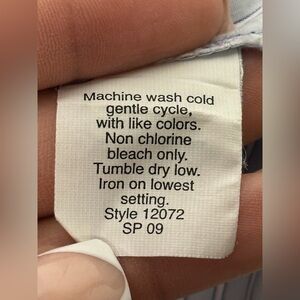 Machine wash cold
gentle cycle,
with like colors.
Non chlorine
bleach only.
Tumble dry low.
Iron on lowest
setting.
Style 12072
SP 09